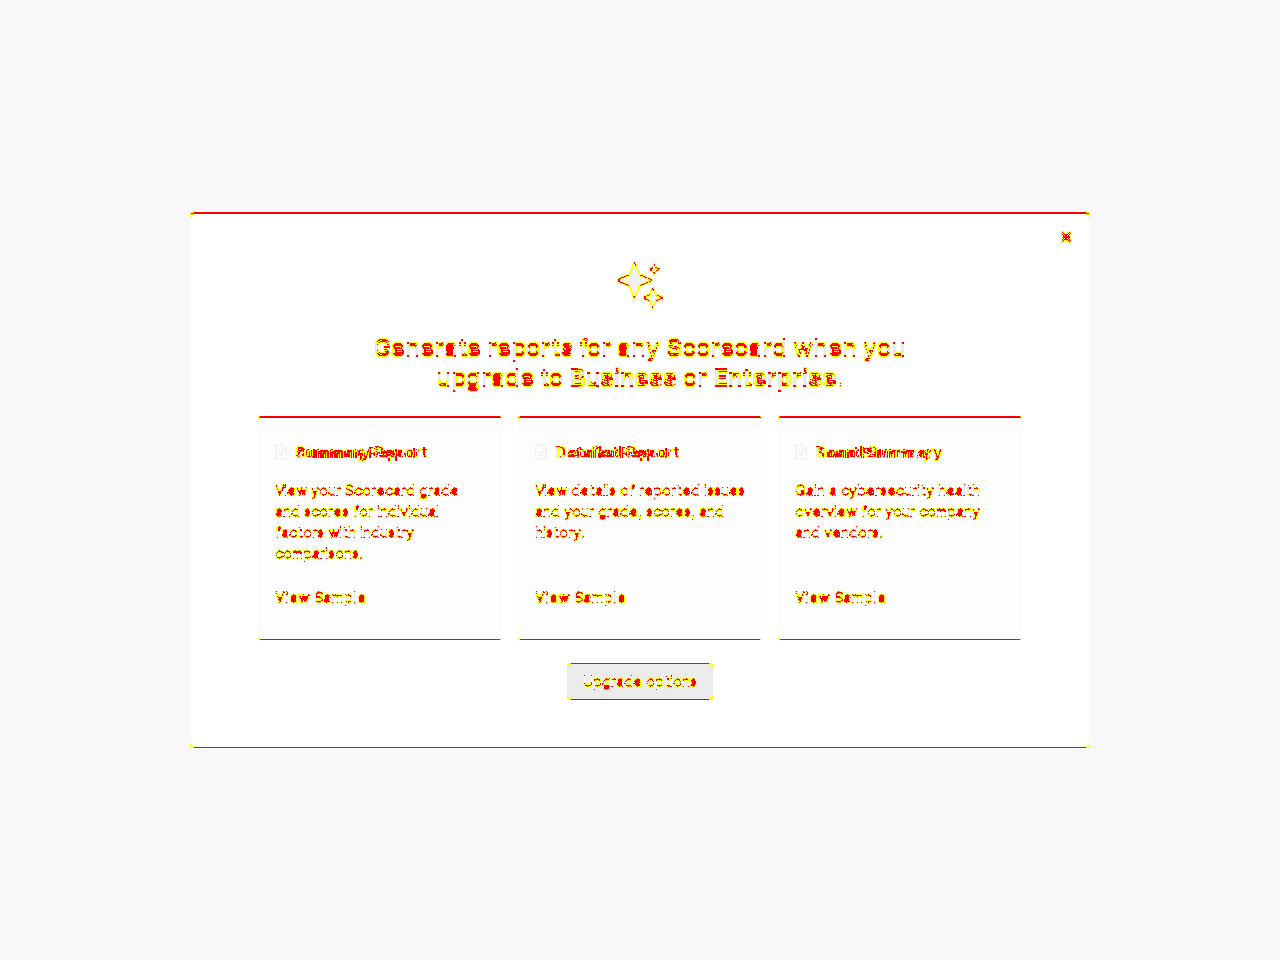 Generate reports for any Scorecard when you
upgrade to Business or Enterprise.
Summary Report
View your Scorecard grade
and scores for individual
factors with industry
comparisons.
View Sample
Detailed Report
View details of reported issues
and your grade, scores, and
history.
View Sample
Board Summary
Gain a cybersecurity health
overview for your company
and vendors.
View Sample
Upgrade options